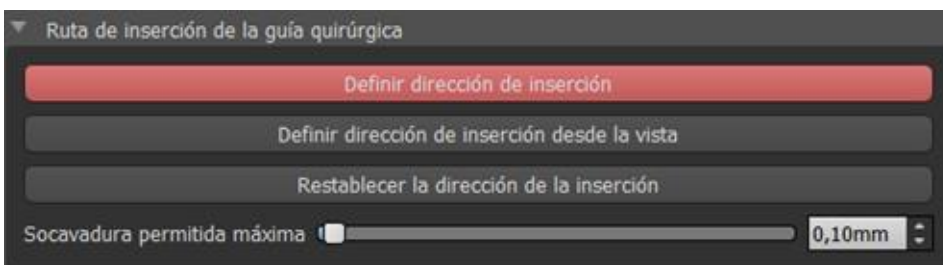 Ruta de inserción de la guía quirúrgica
Definir dirección de inserción
Definir dirección de inserción desde la vista
Restablecer la dirección de la inserción
Socavadura permitida máxima 0,10mm